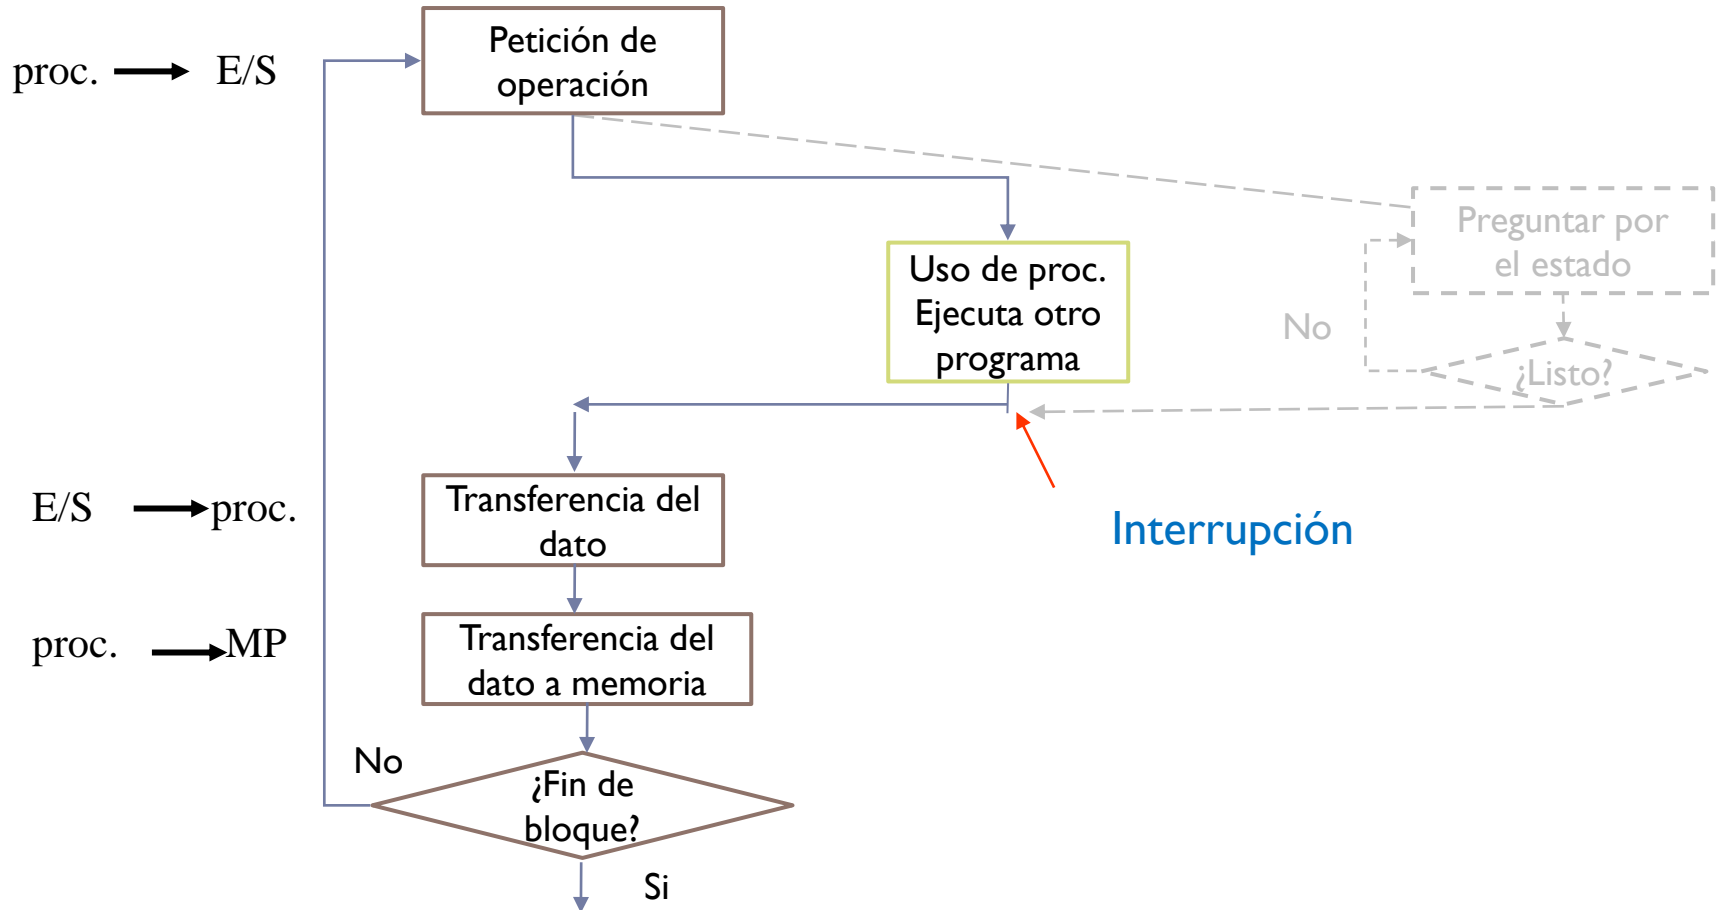 Petición de
operación
proc.
E/S
Preguntar por
el estado
Uso de proc.
Ejecuta otro
programa
No
¿Listo?
E/S
proc.
Transferencia del
dato
Interrupción
proc.
MP
Transferencia del
dato a memoria
No
¿Fin de
bloque?
Si